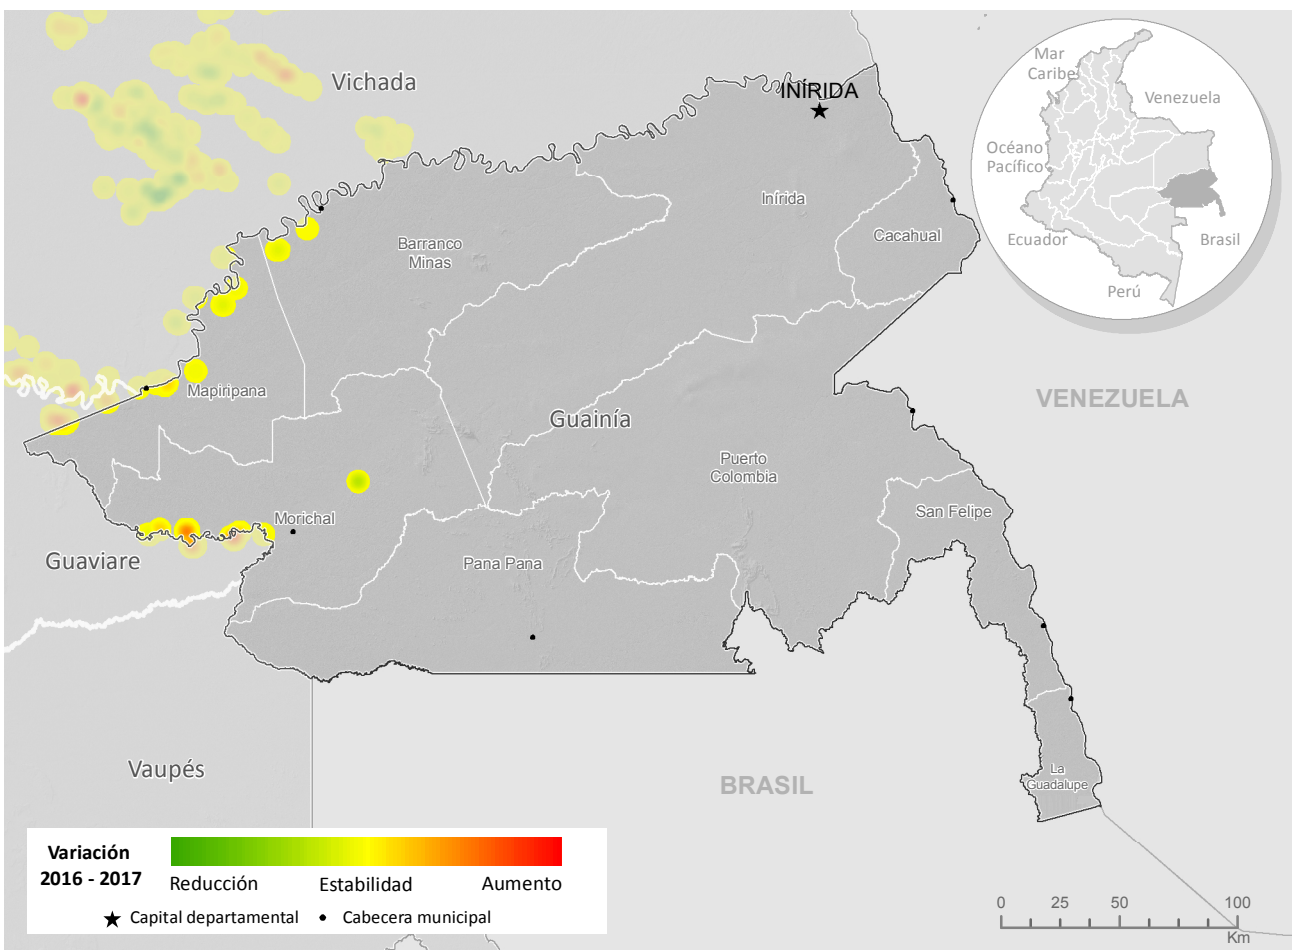 Vichada
INÍRIDA
Mar
Caribe
Venezuela
Océano
Pacífico
Ecuador
Brasil
Perú
Inírida
Barranco
Minas
Cacahual
Mapiripana
VENEZUELA
Guainía
Puerto
Colombia
Morichal
San Felipe
Guaviare
Pana Pana
Vaupés
BRASIL
La
Guadalupe
Variación
2016 - 2017
Reducción
Estabilidad
Aumento
Capital departamental
Cabecera municipal
0 25 50 100
Km